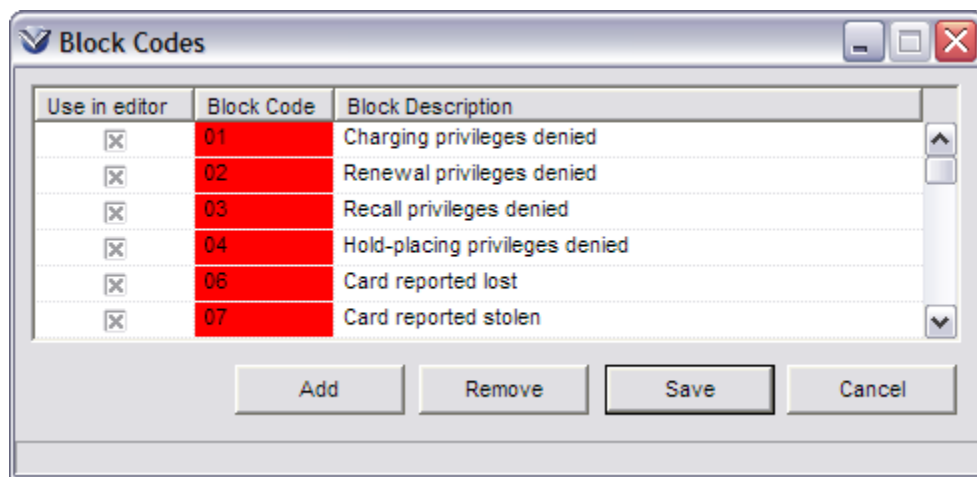 Block Codes
Use in editor Block Code Block Description
01 Charging privileges denied
02 Renewal privileges denied
03 Recall privileges denied
04 Hold-placing privileges denied
06 Card reported lost
07 Card reported stolen
Add Remove Save Cancel